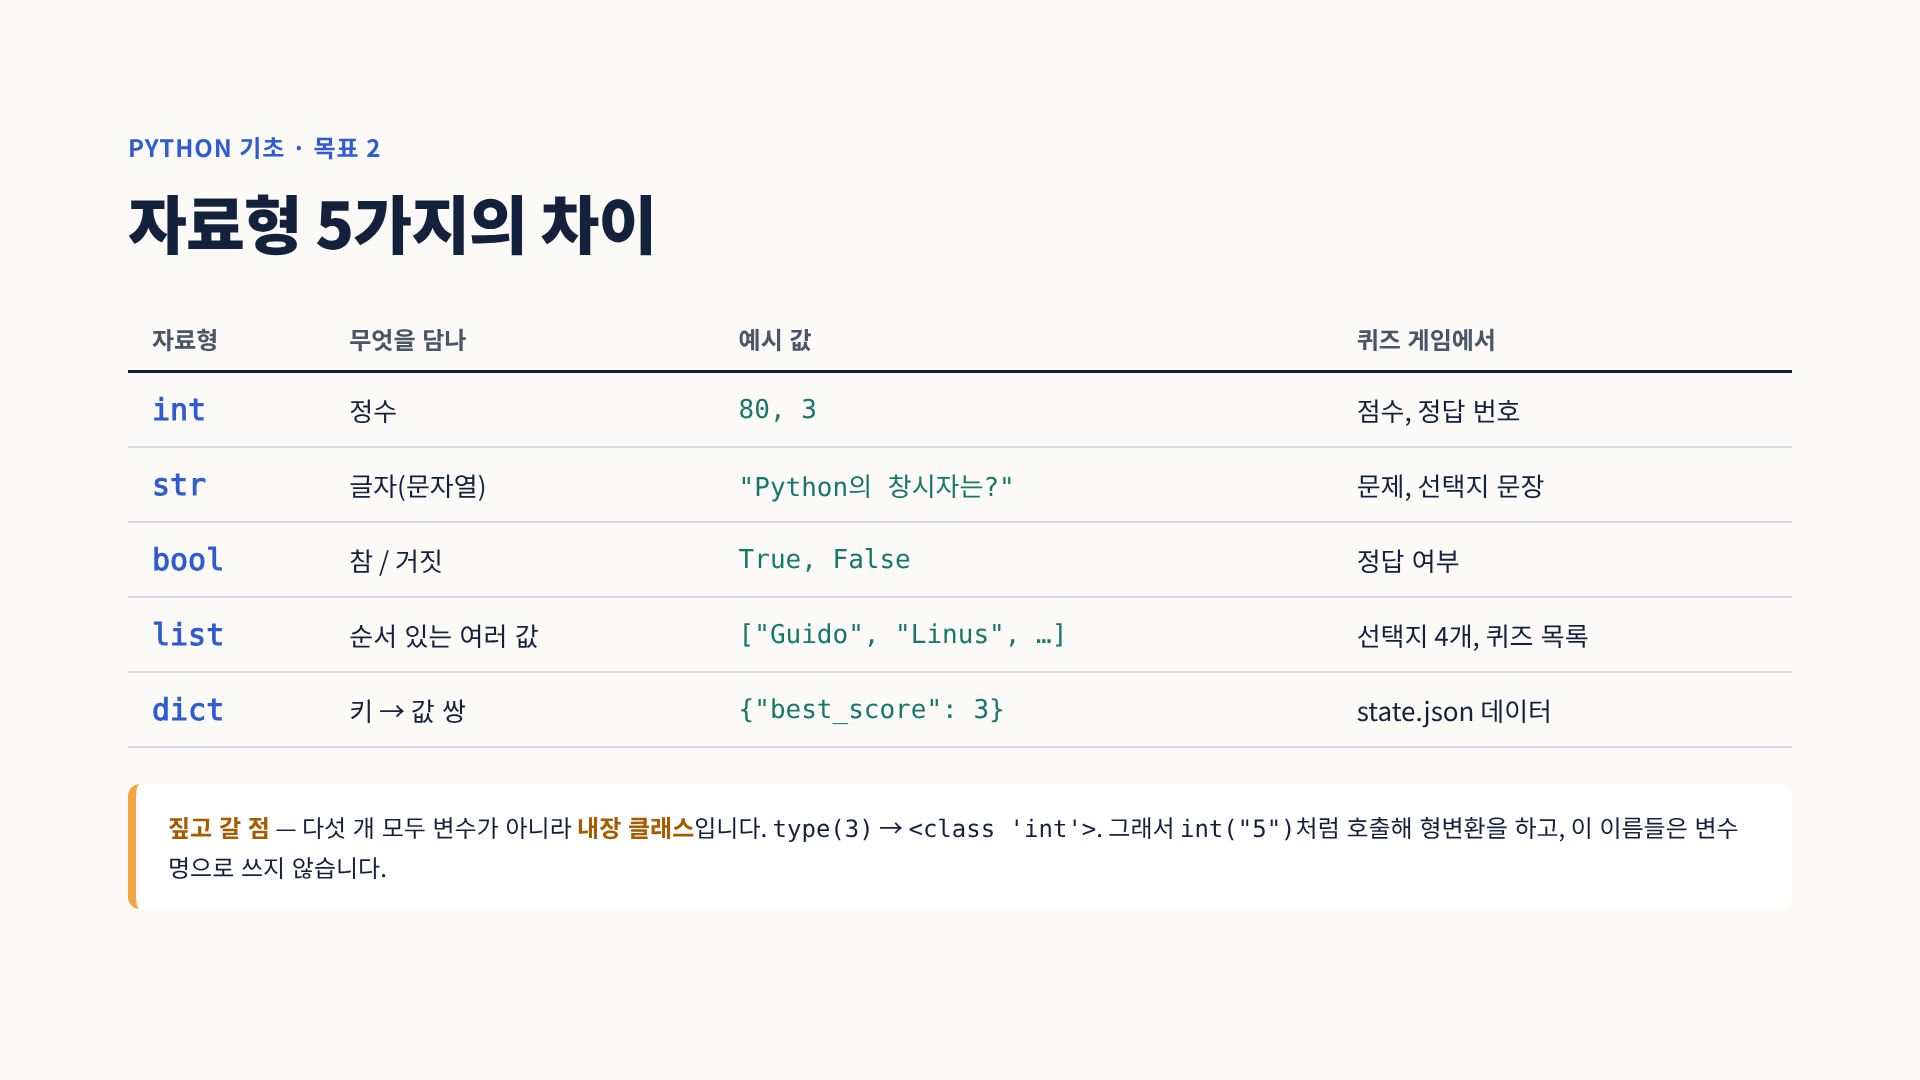 PYTHON 기초 · 목표 2
자료형 5가지의 차이
자료형 무엇을 담나 예시 값 퀴즈 게임에서
int 정수 80, 3 점수, 정답 번호
str 글자(문자열) "Python의 창시자는?" 문제, 선택지 문장
bool 참 / 거짓 True, False 정답 여부
list 순서 있는 여러 값 ["Guido", "Linus", …] 선택지 4개, 퀴즈 목록
dict 키 → 값 쌍 {"best_score": 3} state.json 데이터
짚고 갈 점 — 다섯 개 모두 변수가 아니라 내장 클래스입니다. type(3) → <class 'int'>. 그래서 int("5")처럼 호출해 형변환을 하고, 이 이름들은 변수
명으로 쓰지 않습니다.